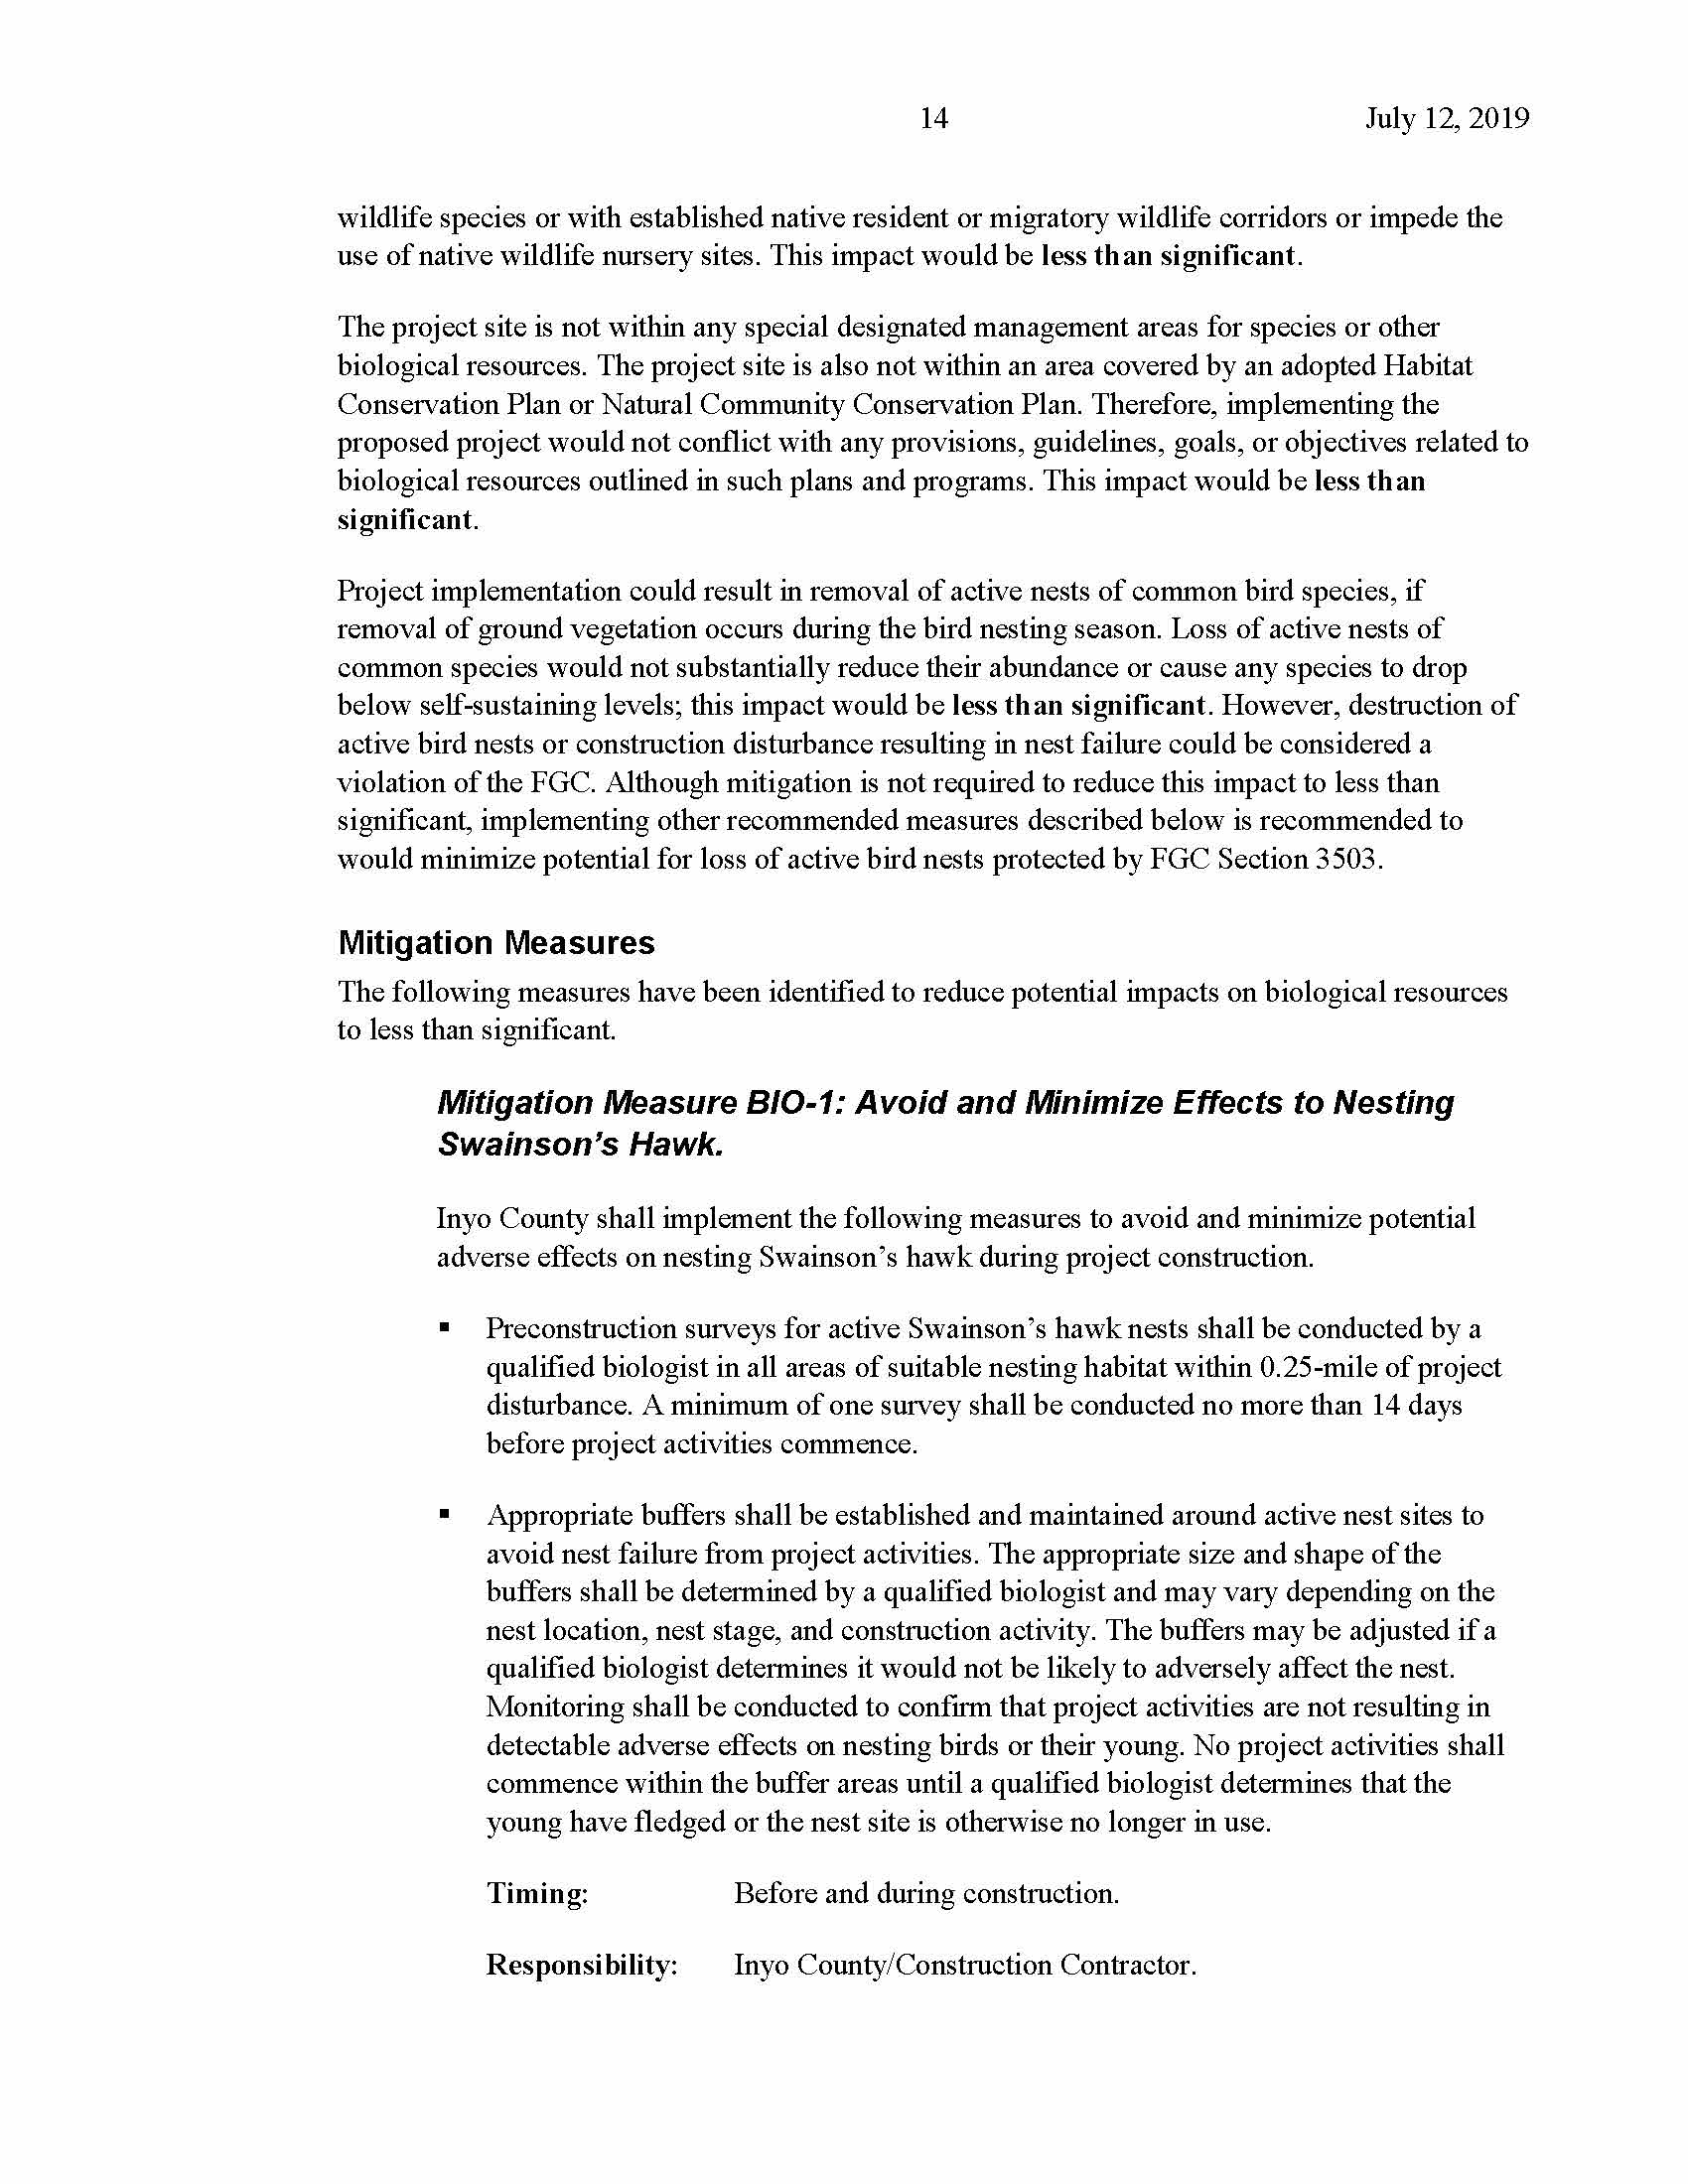 14 July 12, 2019
wildlife species or with established native resident or migratory wildlife corridors or impede the
use of native wildlife nursery sites. This impact would be less than significant.
The project site is not within any special designated management areas for species or other
biological resources. The project site is also not within an area covered by an adopted Habitat
Conservation Plan or Natural Community Conservation Plan. Therefore, implementing the
proposed project would not conflict with any provisions, guidelines, goals, or objectives related to
biological resources outlined in such plans and programs. This impact would be less than
significant.
Project implementation could result in removal of active nests of common bird species, if
removal of ground vegetation occurs during the bird nesting season. Loss of active nests of
common species would not substantially reduce their abundance or cause any species to drop
below self-sustaining levels; this impact would be less than significant. However, destruction of
active bird nests or construction disturbance resulting in nest failure could be considered a
violation of the FGC. Although mitigation is not required to reduce this impact to less than
significant, implementing other recommended measures described below is recommended to
would minimize potential for loss of active bird nests protected by FGC Section 3503.
Mitigation Measures
The following measures have been identified to reduce potential impacts on biological resources
to less than significant.
Mitigation Measure BIO-1: Avoid and Minimize Effects to Nesting
Swainson’s Hawk.
Inyo County shall implement the following measures to avoid and minimize potential
adverse effects on nesting Swainson’s hawk during project construction.
▪ Preconstruction surveys for active Swainson’s hawk nests shall be conducted by a
qualified biologist in all areas of suitable nesting habitat within 0.25-mile of project
disturbance. A minimum of one survey shall be conducted no more than 14 days
before project activities commence.
▪ Appropriate buffers shall be established and maintained around active nest sites to
avoid nest failure from project activities. The appropriate size and shape of the
buffers shall be determined by a qualified biologist and may vary depending on the
nest location, nest stage, and construction activity. The buffers may be adjusted if a
qualified biologist determines it would not be likely to adversely affect the nest.
Monitoring shall be conducted to confirm that project activities are not resulting in
detectable adverse effects on nesting birds or their young. No project activities shall
commence within the buffer areas until a qualified biologist determines that the
young have fledged or the nest site is otherwise no longer in use.
Timing: Before and during construction.
Responsibility: Inyo County/Construction Contractor.